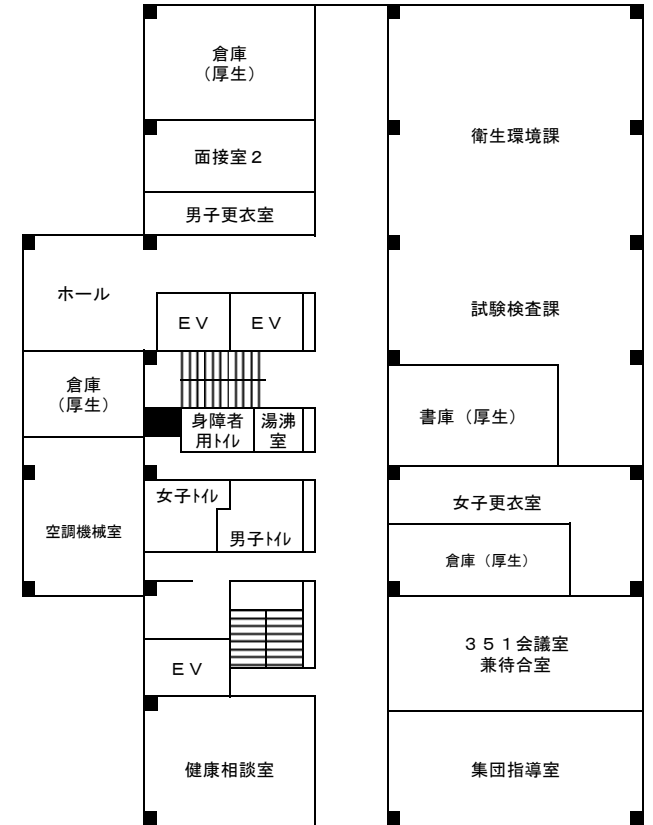 倉庫
（厚生）
衛生環境課
面接室２
男子更衣室
ホール
試験検査課
ＥＶ
ＥＶ
倉庫
（厚生）
身障者
用ﾄｲﾚ
湯沸
室
書庫（厚生）
女子ﾄｲﾚ
女子更衣室
空調機械室
男子ﾄｲﾚ
倉庫（厚生）
３５１会議室
兼待合室
ＥＶ
健康相談室
集団指導室